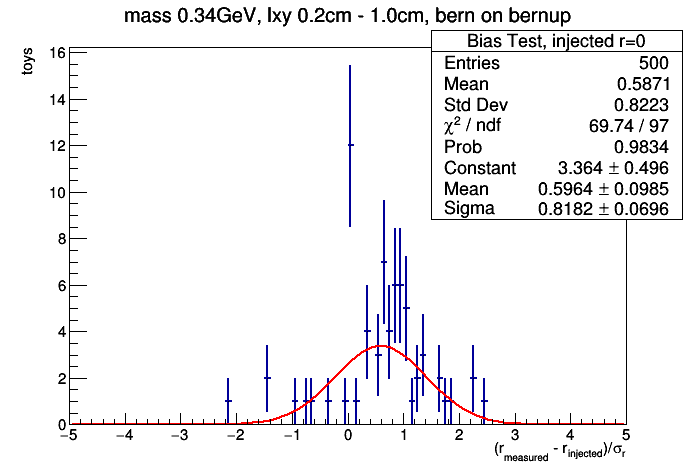 mass 0.34GeV, lxy 0.2cm - 1.0cm, bern on bernup
toys
Bias Test, injected r=0
Entries 500
Mean 0.5871
Std Dev 0.8223
χ² / ndf 69.74 / 97
Prob 0.9834
Constant 3.364 ± 0.496
Mean 0.5964 ± 0.0985
Sigma 0.8182 ± 0.0696
16
14
12
10
8
6
4
2
0
−5 −4 −3 −2 −1 0 1 2 3 4 5
(r_measured - r_injected)/σ_r